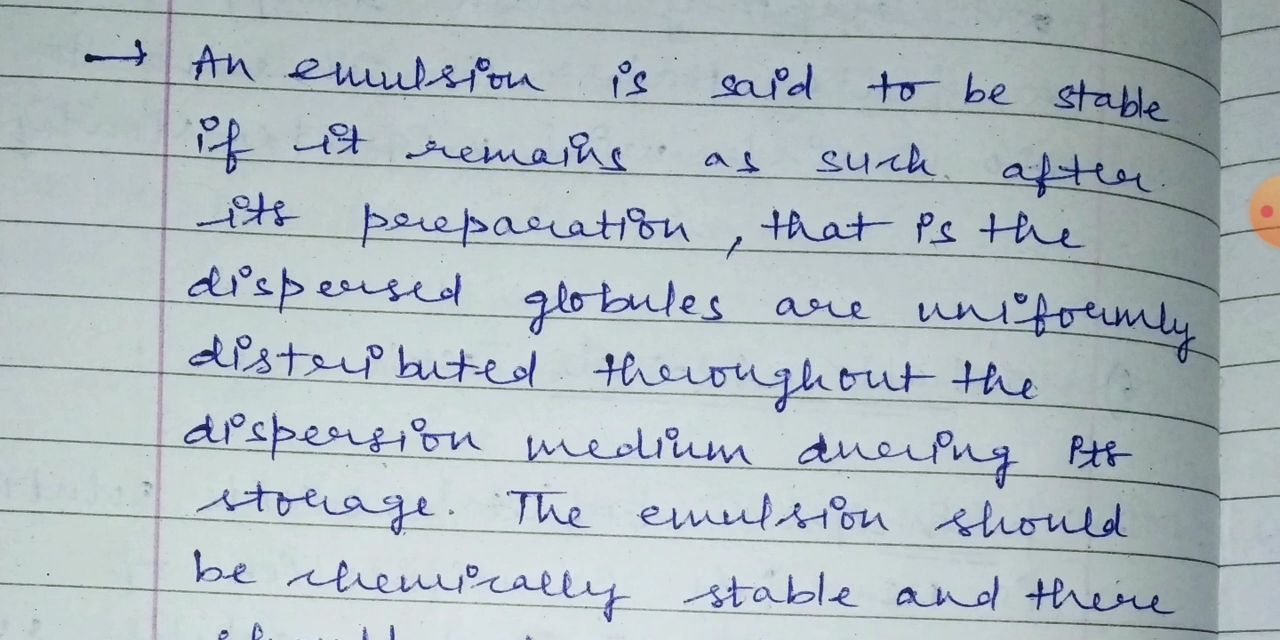 → An emulsion is said to be stable
if it remains as such after
its preparation, that is the
dispersed globules are uniformly
distributed throughout the
dispersion medium during its
storage. The emulsion should
be chemically stable and there